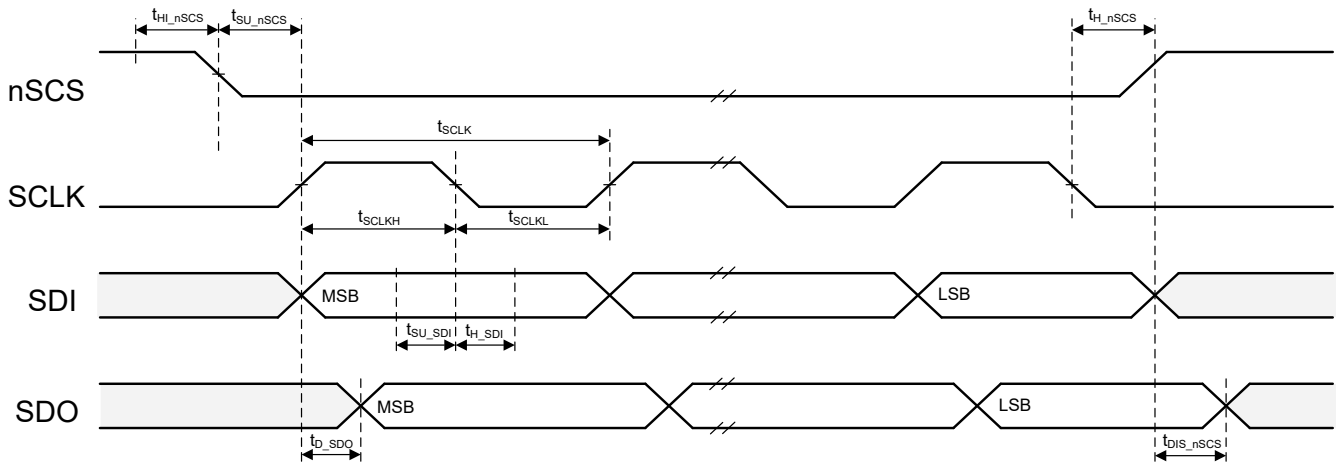 tHI_nSCS tSU_nSCS tH_nSCS
nSCS
tSCLK
SCLK
tSCLKH tSCLKL
SDI MSB LSB
tSU_SDI tH_SDI
SDO MSB LSB
tD_SDO tDIS_nSCS